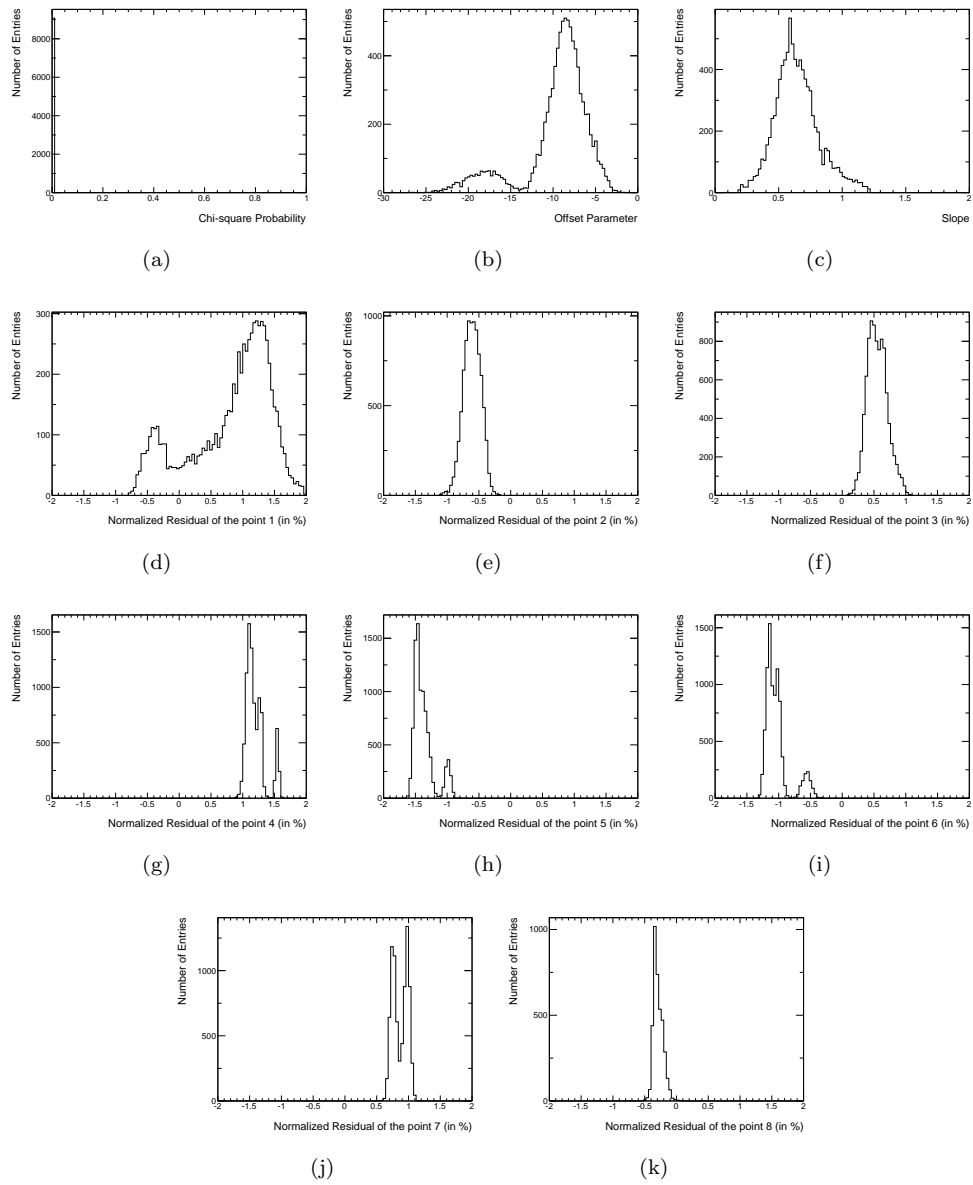 Number of Entries
8000
6000
4000
2000
0
0 0.2 0.4 0.6 0.8 1
Chi-square Probability
(a)
Number of Entries
500
400
300
200
100
0
-30 -25 -20 -15 -10 -5 0
Offset Parameter
(b)
Number of Entries
400
200
0
0 0.5 1 1.5 2
Slope
(c)
Number of Entries
300
200
100
0
-2 -1.5 -1 -0.5 0 0.5 1 1.5 2
Normalized Residual of the point 1 (in %)
(d)
Number of Entries
1000
500
0
-2 -1.5 -1 -0.5 0 0.5 1 1.5 2
Normalized Residual of the point 2 (in %)
(e)
Number of Entries
800
600
400
200
0
-2 -1.5 -1 -0.5 0 0.5 1 1.5 2
Normalized Residual of the point 3 (in %)
(f)
Number of Entries
1500
1000
500
0
-2 -1.5 -1 -0.5 0 0.5 1 1.5 2
Normalized Residual of the point 4 (in %)
(g)
Number of Entries
1500
1000
500
0
-2 -1.5 -1 -0.5 0 0.5 1 1.5 2
Normalized Residual of the point 5 (in %)
(h)
Number of Entries
1500
1000
500
0
-2 -1.5 -1 -0.5 0 0.5 1 1.5 2
Normalized Residual of the point 6 (in %)
(i)
Number of Entries
1000
500
0
-2 -1.5 -1 -0.5 0 0.5 1 1.5 2
Normalized Residual of the point 7 (in %)
(j)
Number of Entries
1000
500
0
-2 -1.5 -1 -0.5 0 0.5 1 1.5 2
Normalized Residual of the point 8 (in %)
(k)